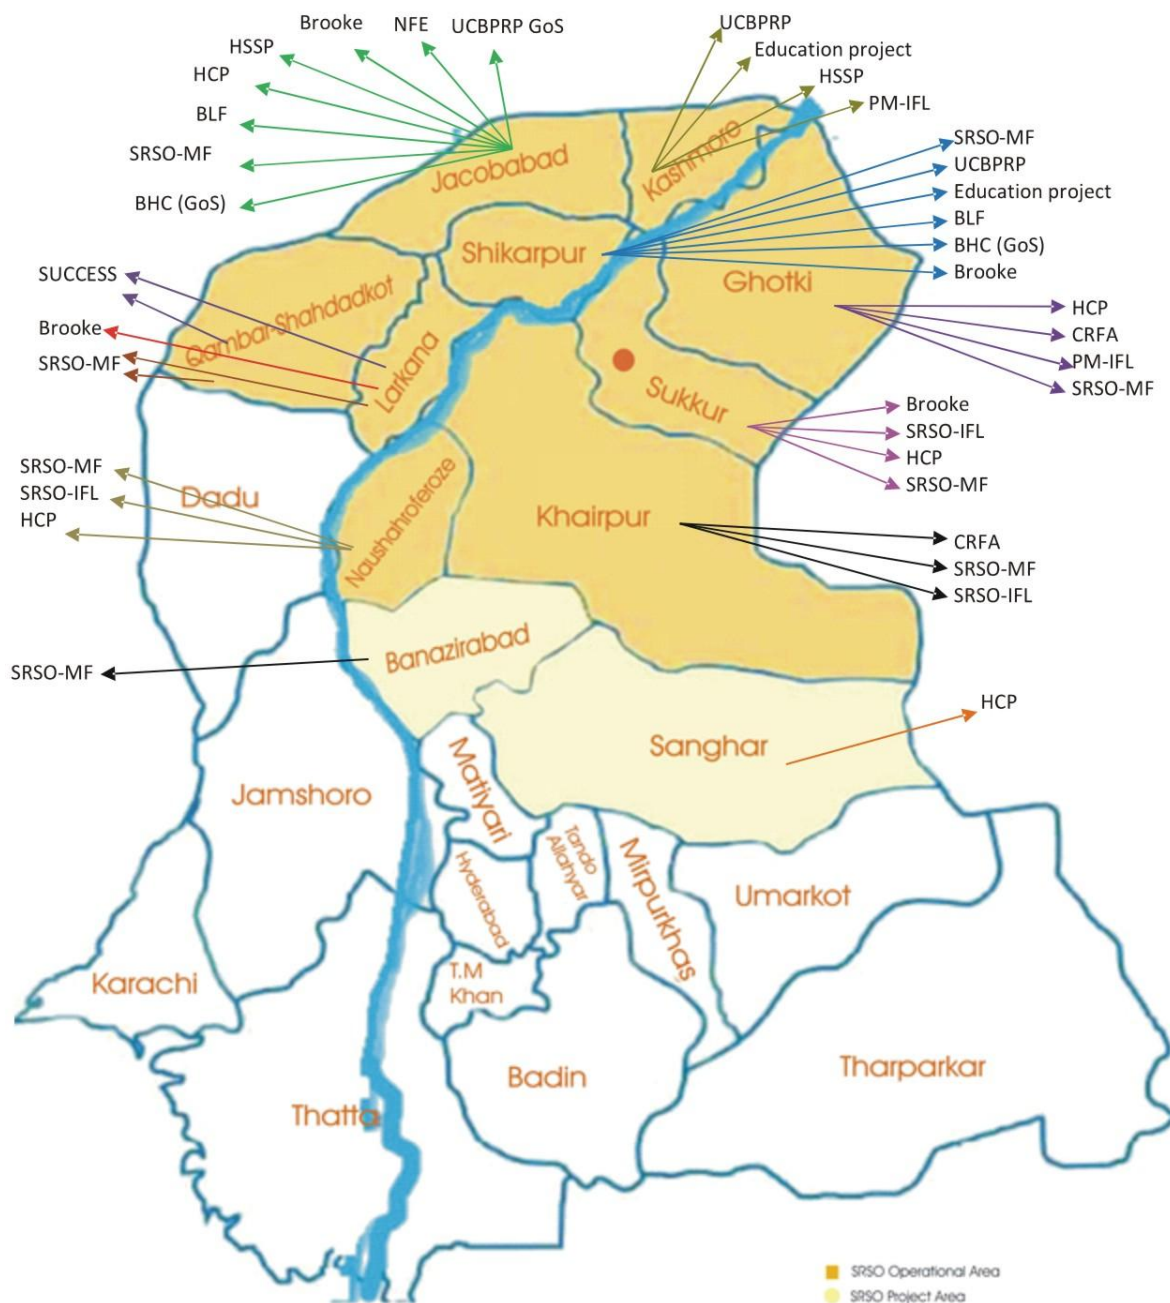 Brooke
NFE
UCBPRP GoS
HSSP
HCP
BLF
SRSO-MF
BHC (GoS)
UCBPRP
Education project
HSSP
PM-IFL
SRSO-MF
UCBPRP
Education project
BLF
BHC (GoS)
Brooke
Jacobabad
Kashmore
Shikarpur
Ghotki
SUCCESS
Brooke
SRSO-MF
Qambar-Shahdadkot
Larkana
Sukkur
HCP
CRFA
PM-IFL
SRSO-MF
Brooke
SRSO-IFL
HCP
SRSO-MF
SRSO-MF
SRSO-IFL
HCP
Dadu
Naushahroferoze
Khairpur
CRFA
SRSO-MF
SRSO-IFL
SRSO-MF
Banazirabad
Sanghar
HCP
Jamshoro
Matiyari
Hyderabad
Tando
Allahyar
Mirpurkhas
Umarkot
Karachi
T.M
Khan
Badin
Tharparkar
Thatta
SRSO Operational Area
SRSO Project Area